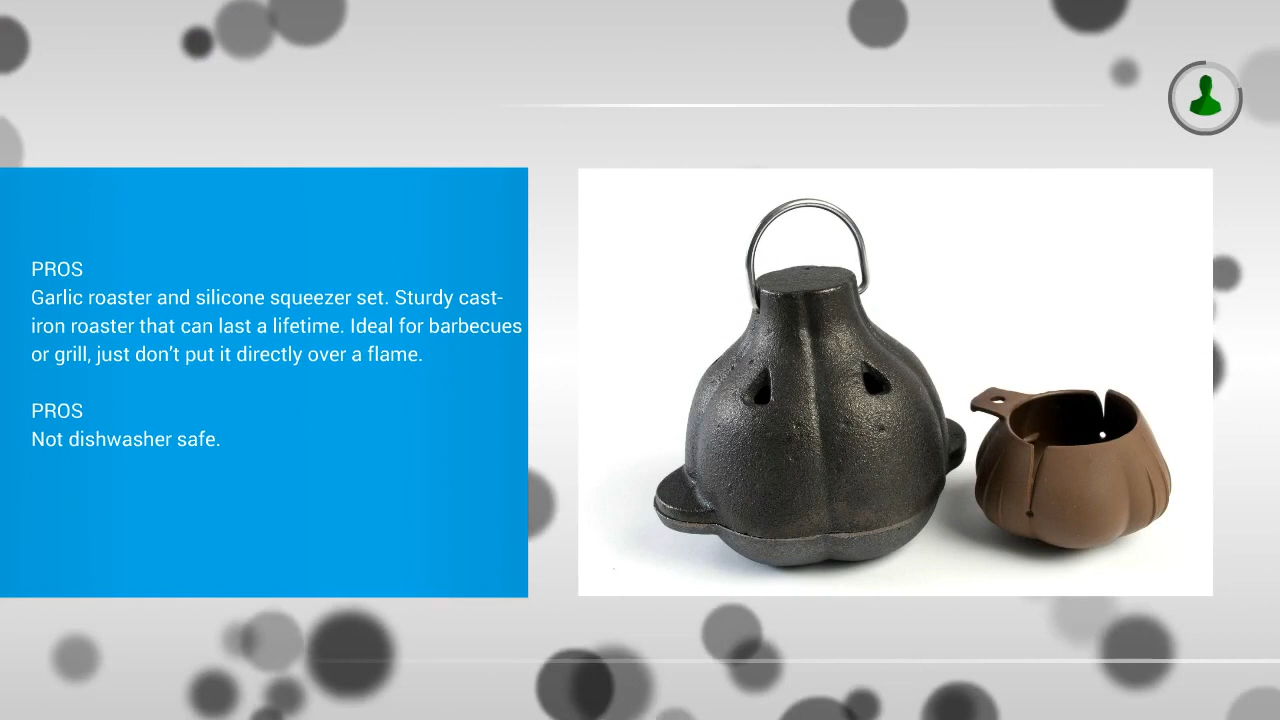 PROS
Garlic roaster and silicone squeezer set. Sturdy cast-
iron roaster that can last a lifetime. Ideal for barbecues
or grill, just don’t put it directly over a flame.
PROS
Not dishwasher safe.